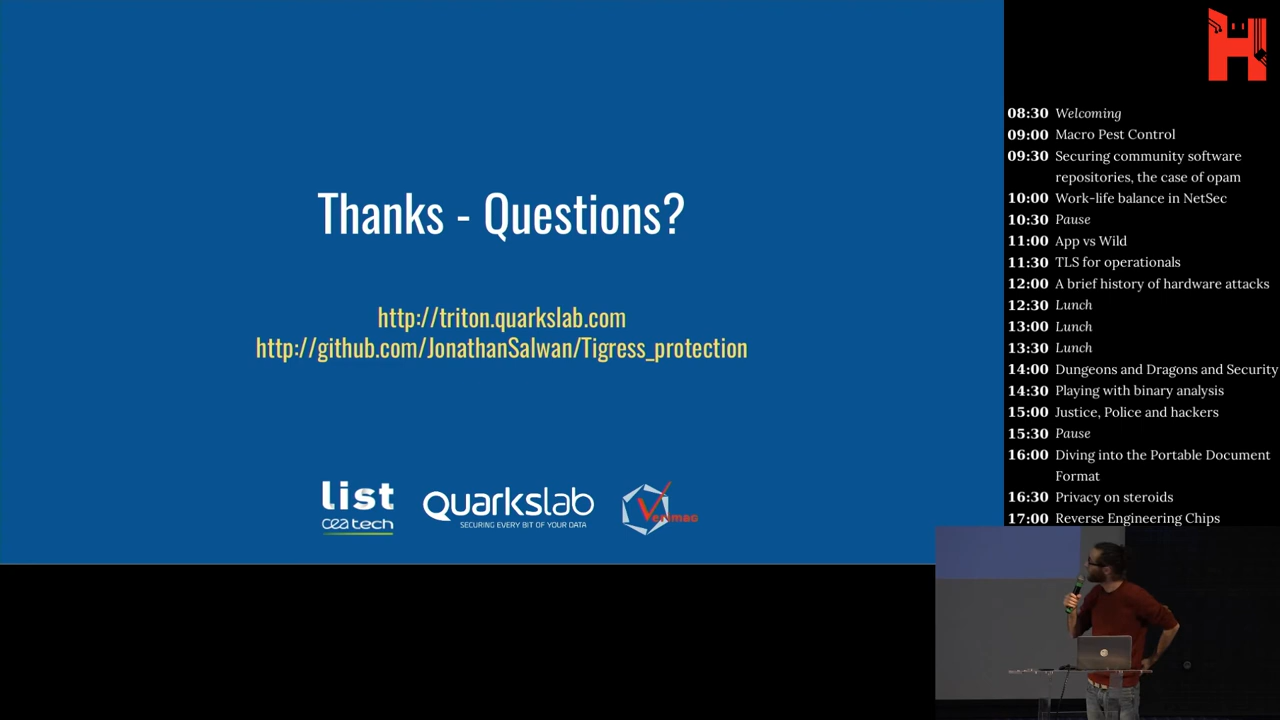 Thanks - Questions?
http://triton.quarkslab.com
http://github.com/JonathanSalwan/Tigress_protection
list
ceatech
Quarkslab
SECURING EVERY BIT OF YOUR DATA
Verimag
08:30 Welcoming
09:00 Macro Pest Control
09:30 Securing community software
repositories, the case of opam
10:00 Work-life balance in NetSec
10:30 Pause
11:00 App vs Wild
11:30 TLS for operationals
12:00 A brief history of hardware attacks
12:30 Lunch
13:00 Lunch
13:30 Lunch
14:00 Dungeons and Dragons and Security
14:30 Playing with binary analysis
15:00 Justice, Police and hackers
15:30 Pause
16:00 Diving into the Portable Document
Format
16:30 Privacy on steroids
17:00 Reverse Engineering Chips